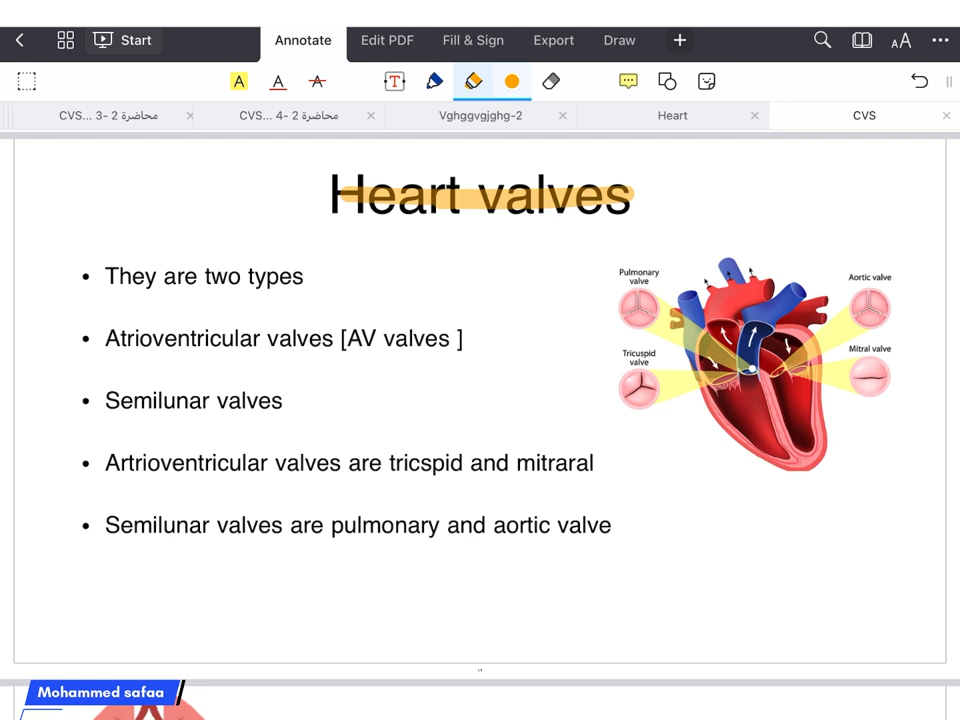 Start
Annotate
Edit PDF
Fill & Sign
Export
Draw
+
AA
A A A T
CVS... محاضرة 2 -3
CVS... محاضرة 2 -4
Vghggvgjghg-2
Heart
CVS
Heart valves
• They are two types
• Atrioventricular valves [AV valves ]
• Semilunar valves
• Artrioventricular valves are tricspid and mitraral
• Semilunar valves are pulmonary and aortic valve
Pulmonary
valve
Aortic valve
Tricuspid
valve
Mitral valve
١٩
Mohammed safaa